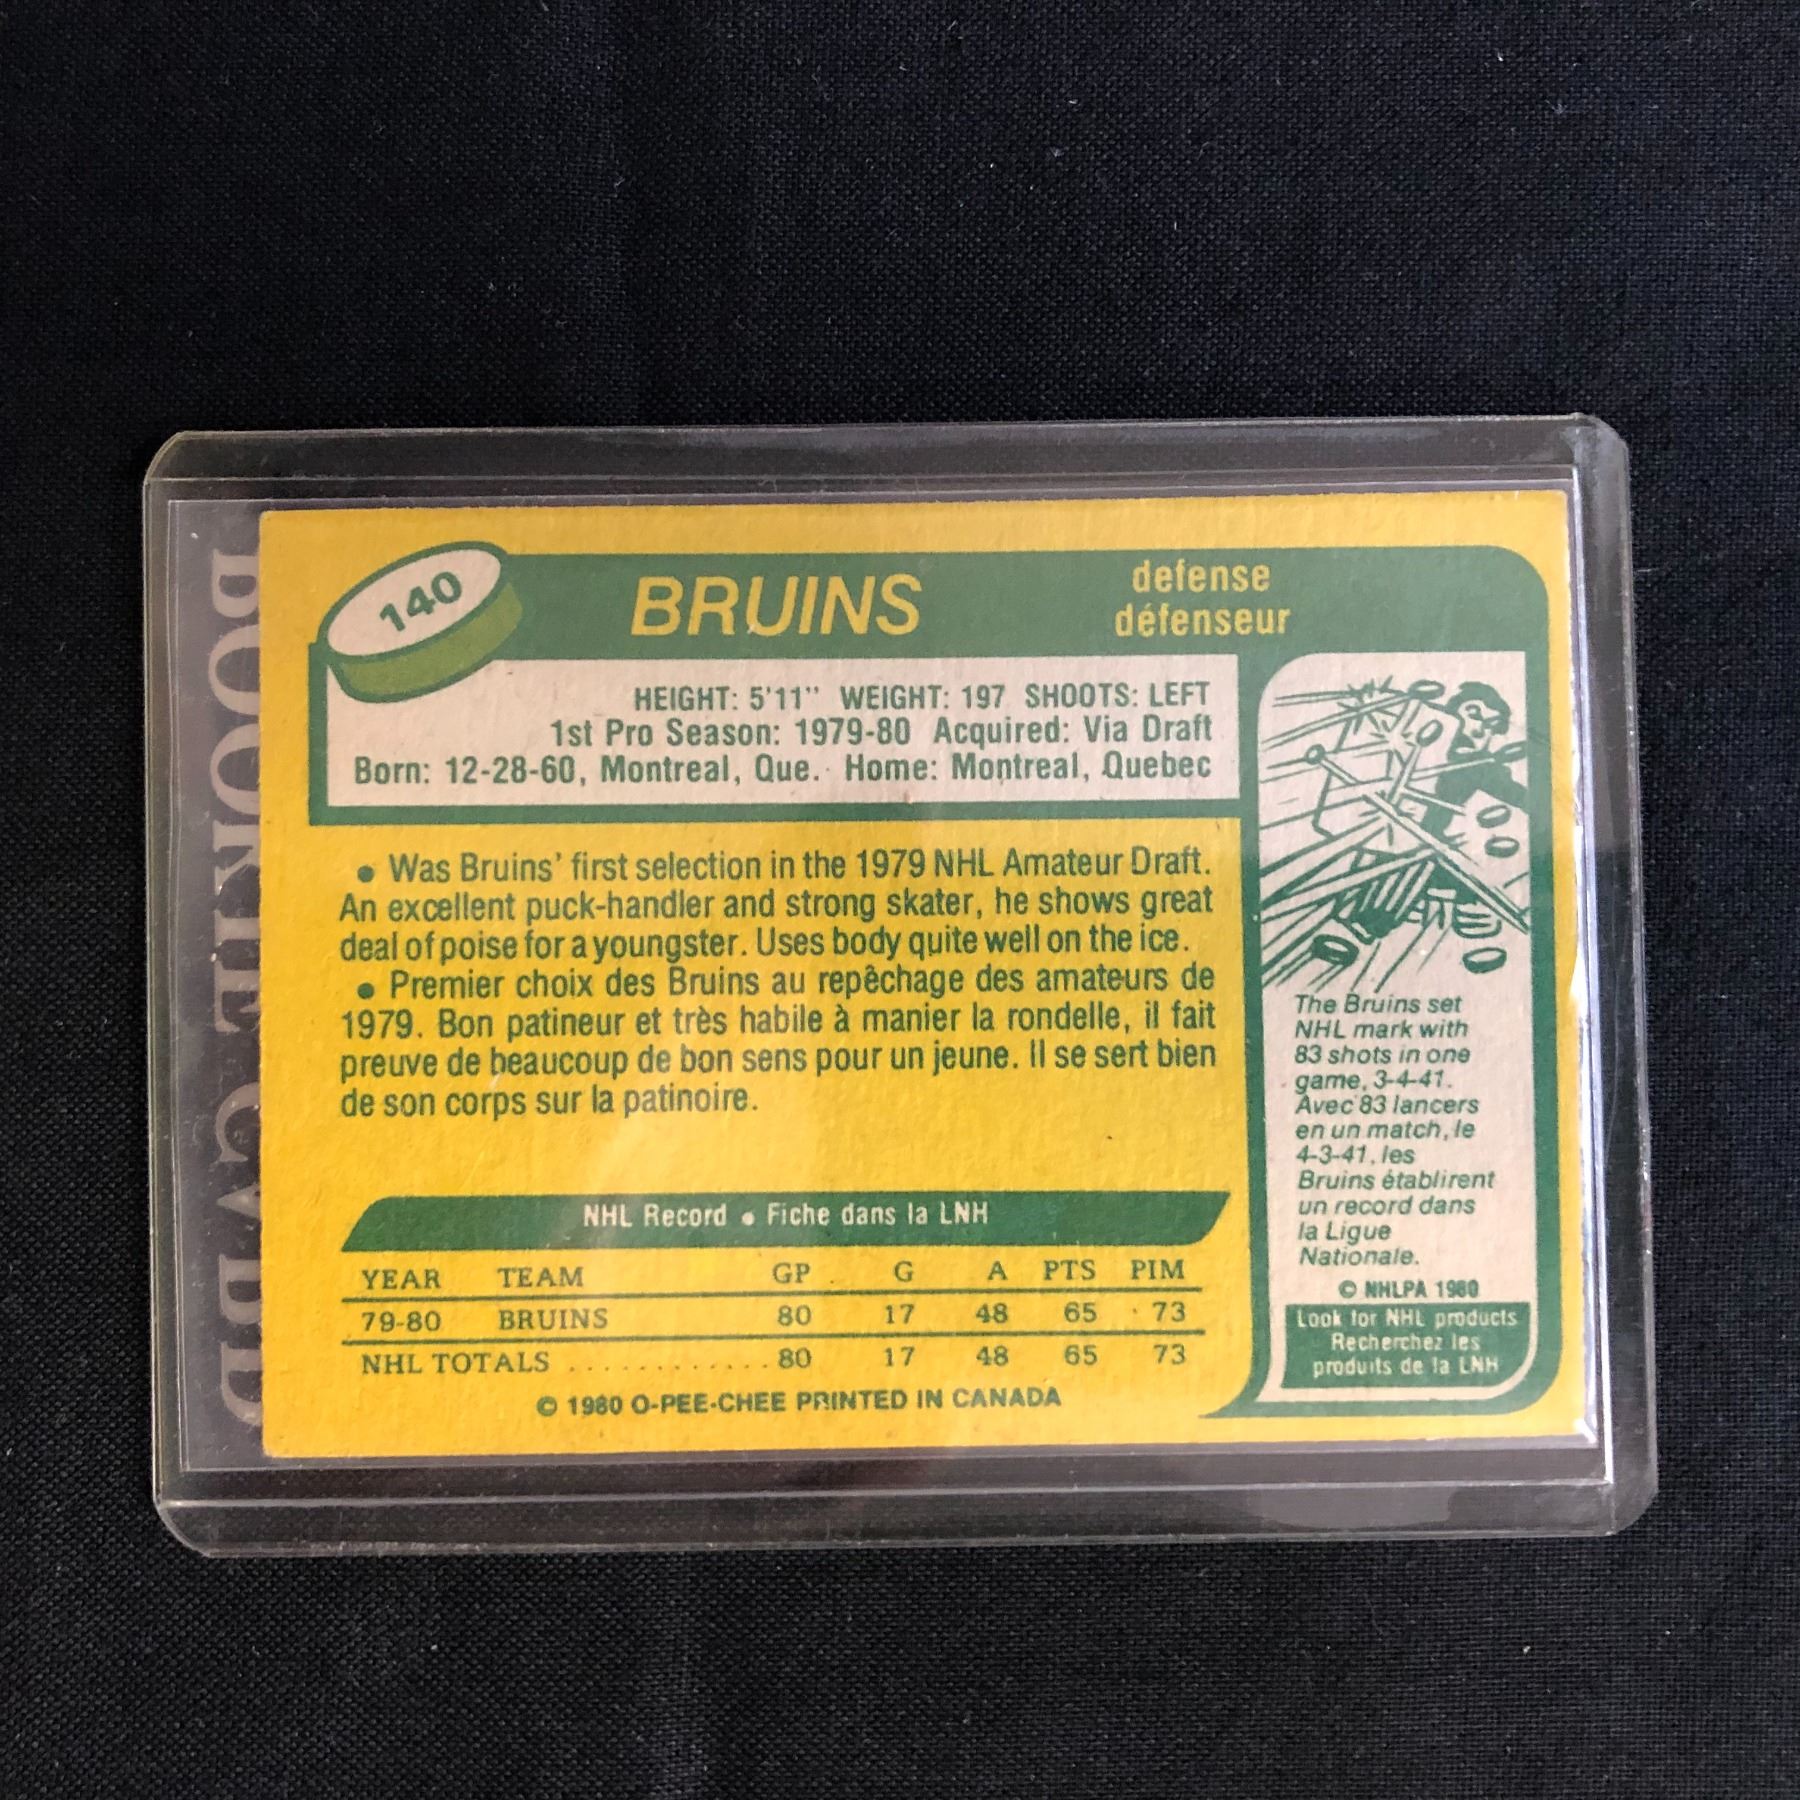 140
BRUINS
defense
défenseur
HEIGHT: 5'11" WEIGHT: 197 SHOOTS: LEFT
1st Pro Season: 1979-80 Acquired: Via Draft
Born: 12-28-60, Montreal, Que. Home: Montreal, Quebec
• Was Bruins' first selection in the 1979 NHL Amateur Draft.
An excellent puck-handler and strong skater, he shows great
deal of poise for a youngster. Uses body quite well on the ice.
• Premier choix des Bruins au repêchage des amateurs de
1979. Bon patineur et très habile à manier la rondelle, il fait
preuve de beaucoup de bon sens pour un jeune. Il se sert bien
de son corps sur la patinoire.
NHL Record • Fiche dans la LNH
YEAR TEAM GP G A PTS PIM
79-80 BRUINS 80 17 48 65 73
NHL TOTALS ............ 80 17 48 65 73
© 1980 O-PEE-CHEE PRINTED IN CANADA
The Bruins set
NHL mark with
83 shots in one
game, 3-4-41.
Avec 83 lancers
en un match, le
4-3-41, les
Bruins établirent
un record dans
la Ligue
Nationale.
© NHLPA 1980
Look for NHL products
Recherchez les
produits de la LNH
ROOKIE CARD